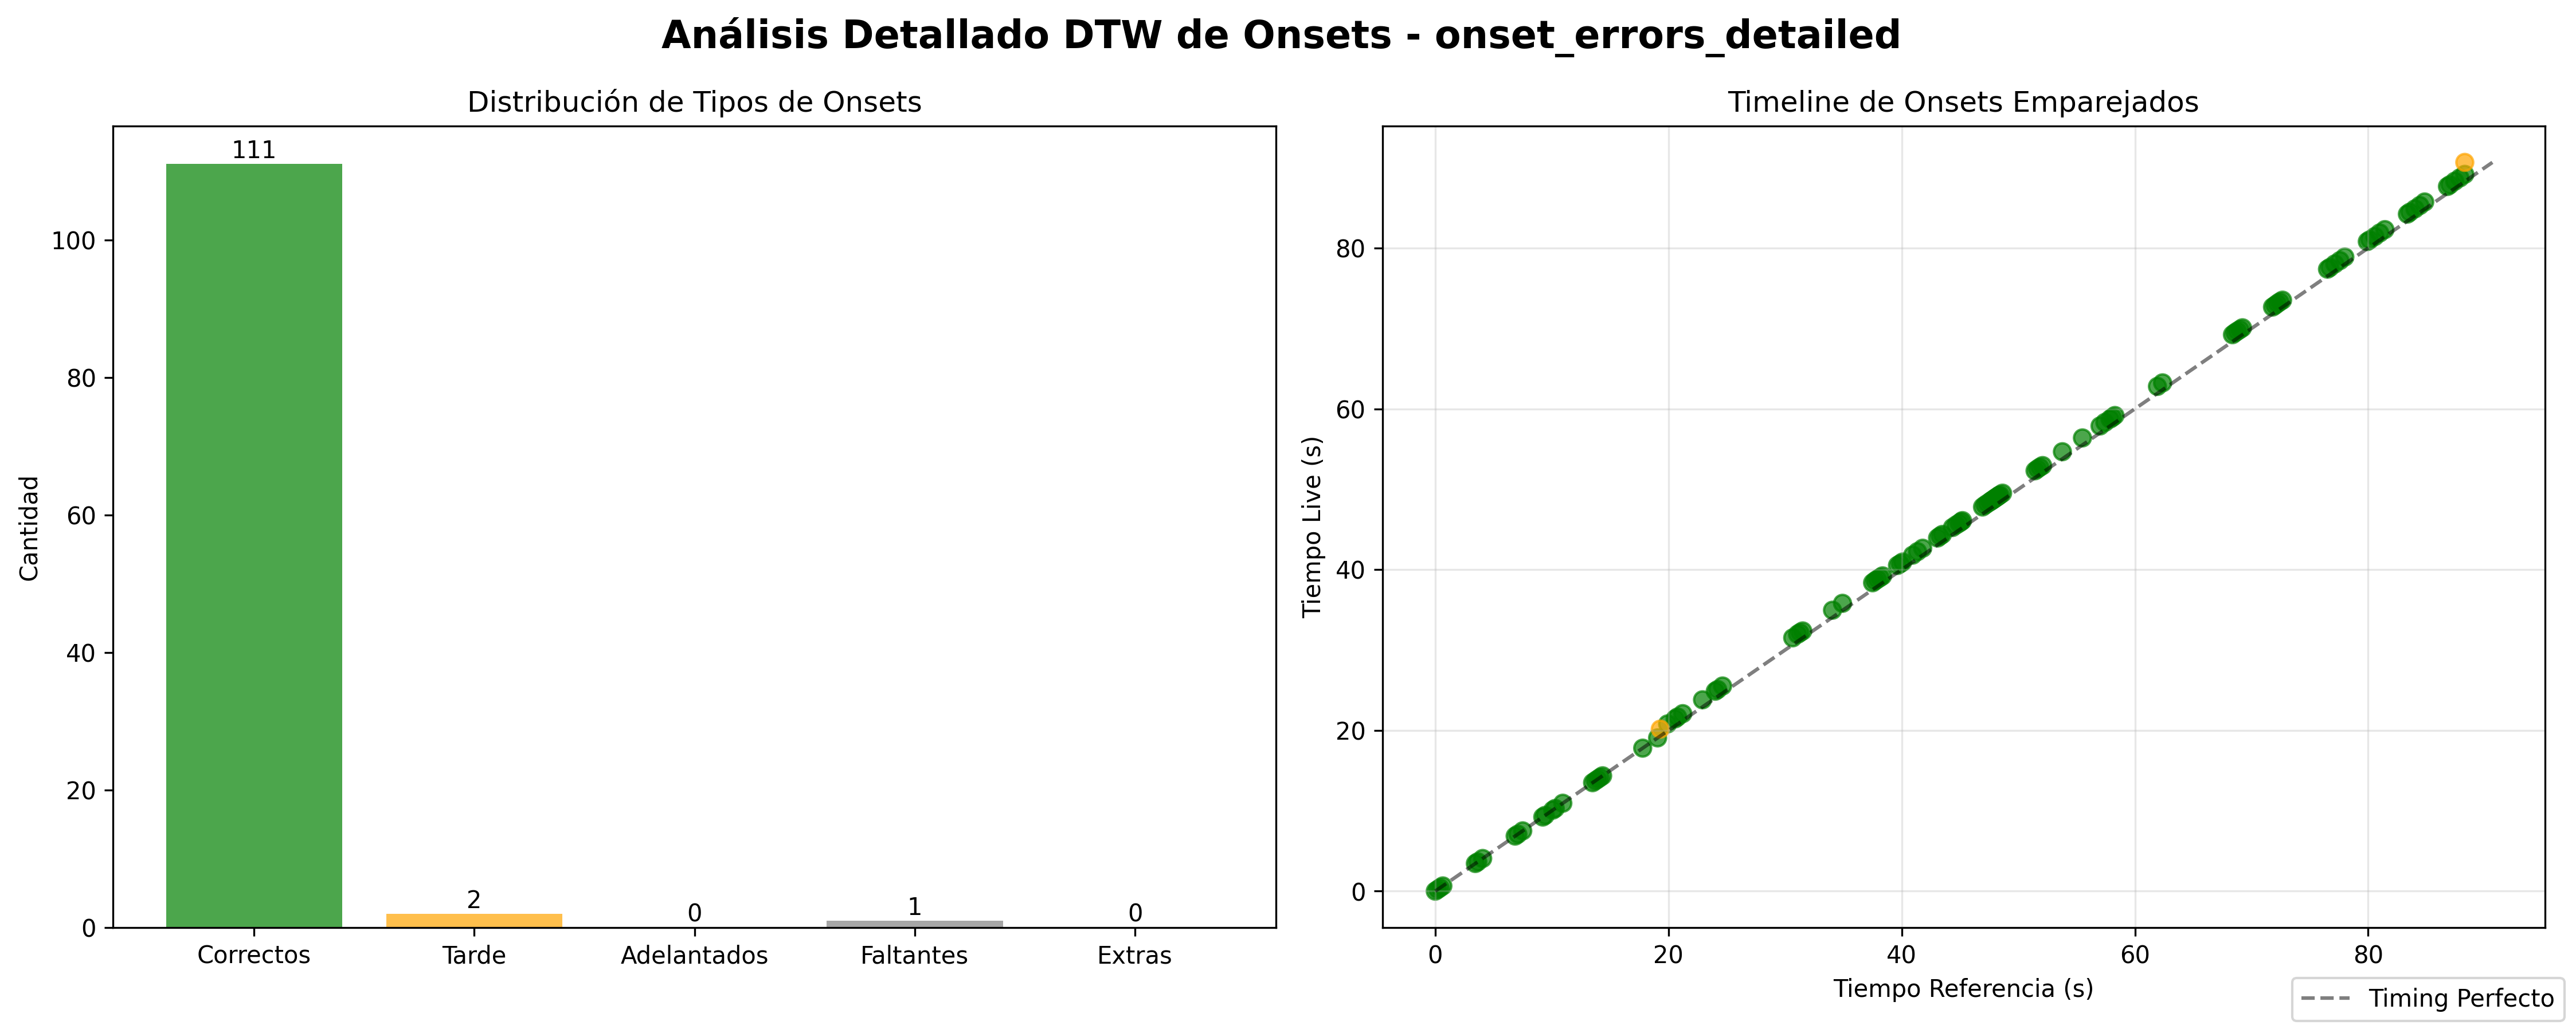 Análisis Detallado DTW de Onsets - onset_errors_detailed
Distribución de Tipos de Onsets
111
2
0
1
0
100
80
60
40
20
0
Cantidad
Correctos
Tarde
Adelantados
Faltantes
Extras
Timeline de Onsets Emparejados
80
60
40
20
0
Tiempo Live (s)
0
20
40
60
80
Tiempo Referencia (s)
Timing Perfecto